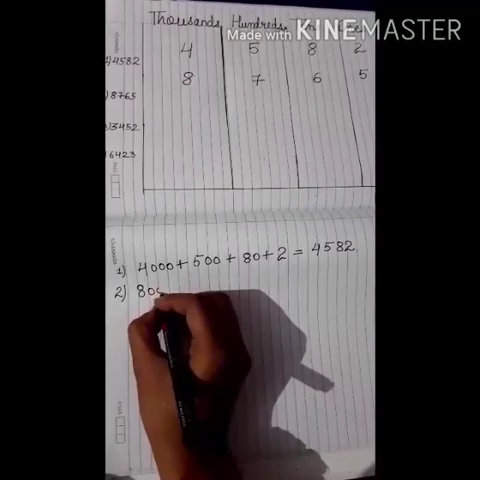 Thousands Hundreds
Made with KINEMASTER
4 5 8 2
4582
8 7 6 5
8765
3452
6423
1) 4000 + 500 + 80 + 2 = 4582.
2) 80